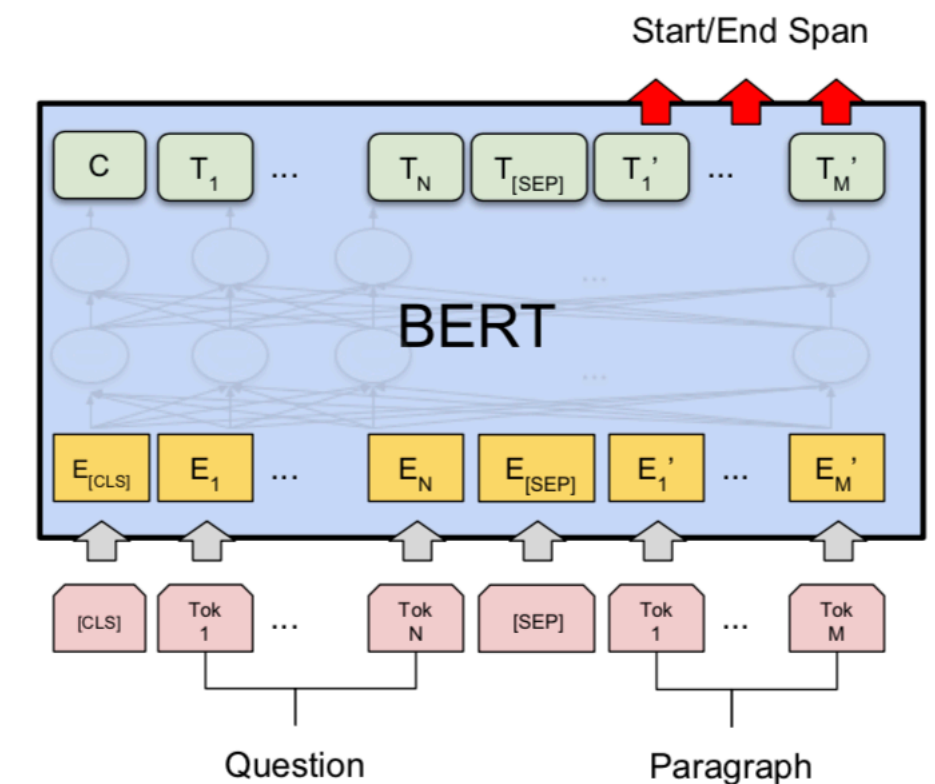 Start/End Span
C T1 ... TN T[SEP] T1’ ... TM’
...
BERT
...
E[CLS] E1 ... EN E[SEP] E1’ ... EM’
[CLS] Tok 1 ... Tok N [SEP] Tok 1 ... Tok M
Question Paragraph